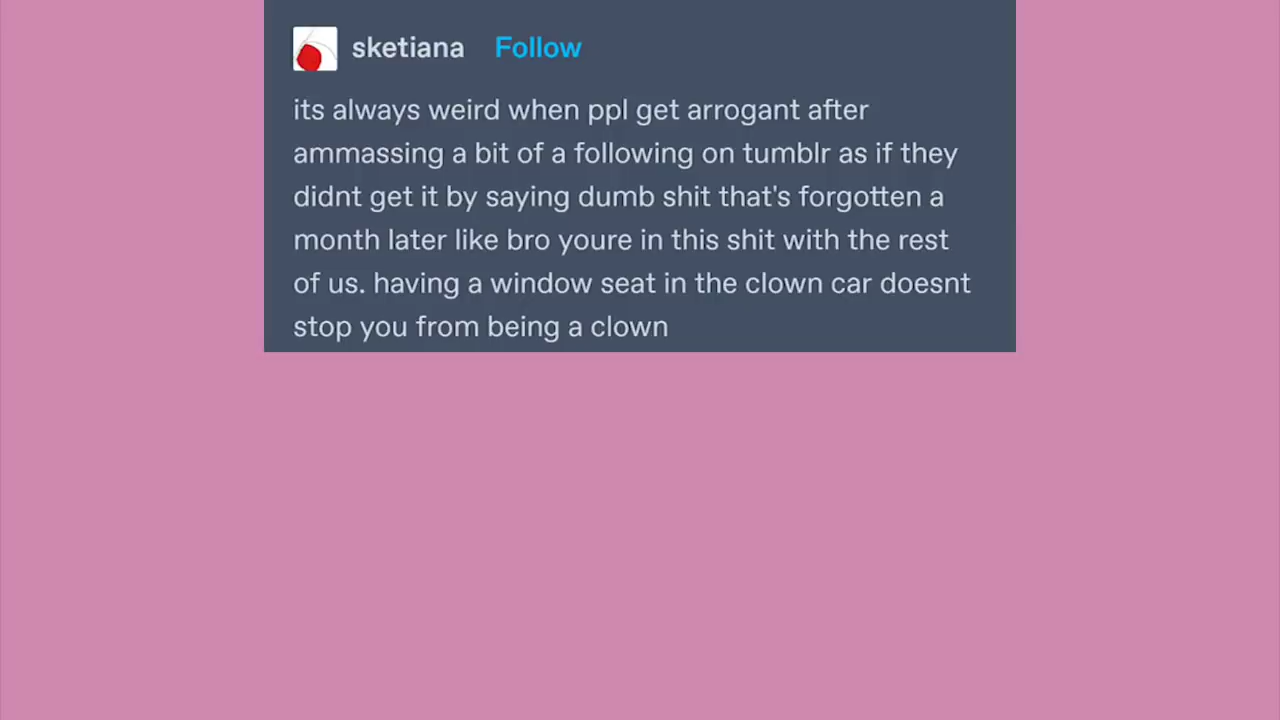 sketiana Follow
its always weird when ppl get arrogant after
ammassing a bit of a following on tumblr as if they
didnt get it by saying dumb shit that's forgotten a
month later like bro youre in this shit with the rest
of us. having a window seat in the clown car doesnt
stop you from being a clown